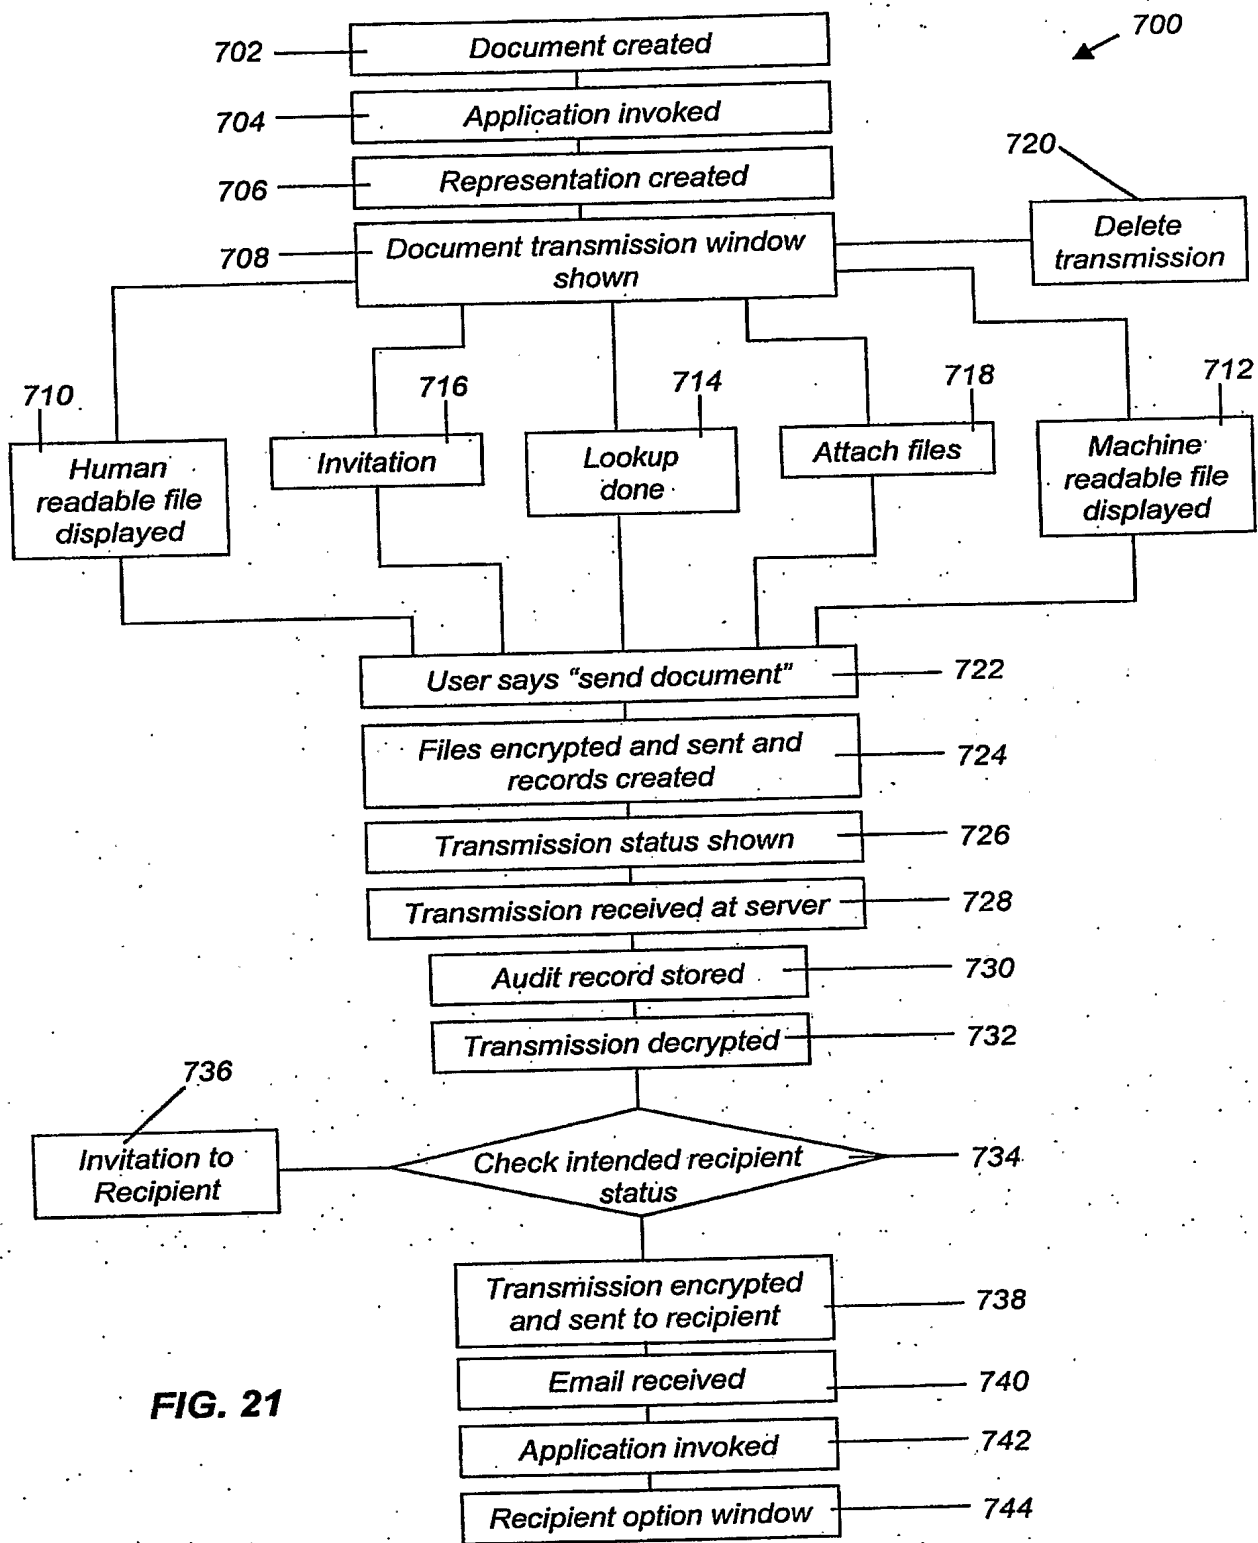 700
702
Document created
704
Application invoked
706
Representation created
720
Delete
transmission
708
Document transmission window
shown
710
716
714
718
712
Human
readable file
displayed
Invitation
Lookup
done
Attach files
Machine
readable file
displayed
User says “send document”
722
Files encrypted and sent and
records created
724
Transmission status shown
726
Transmission received at server
728
Audit record stored
730
Transmission decrypted
732
736
Invitation to
Recipient
Check intended recipient
status
734
Transmission encrypted
and sent to recipient
738
Email received
740
FIG. 21
Application invoked
742
Recipient option window
744